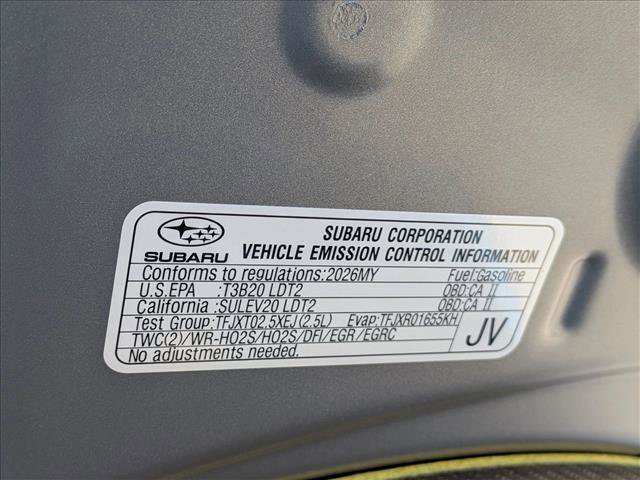 SUBARU
SUBARU CORPORATION
VEHICLE EMISSION CONTROL INFORMATION
Conforms to regulations:2026MY Fuel:Gasoline
U.S.EPA :T3B20 LDT2 OBD:CA II
California :SULEV20 LDT2 OBD:CA II
Test Group:TFJXT02.5XEJ(2.5L) Evap:TFJXR01655KH
TWC(2)/WR-HO2S/HO2S/DFI/EGR/EGRC
No adjustments needed.
JV